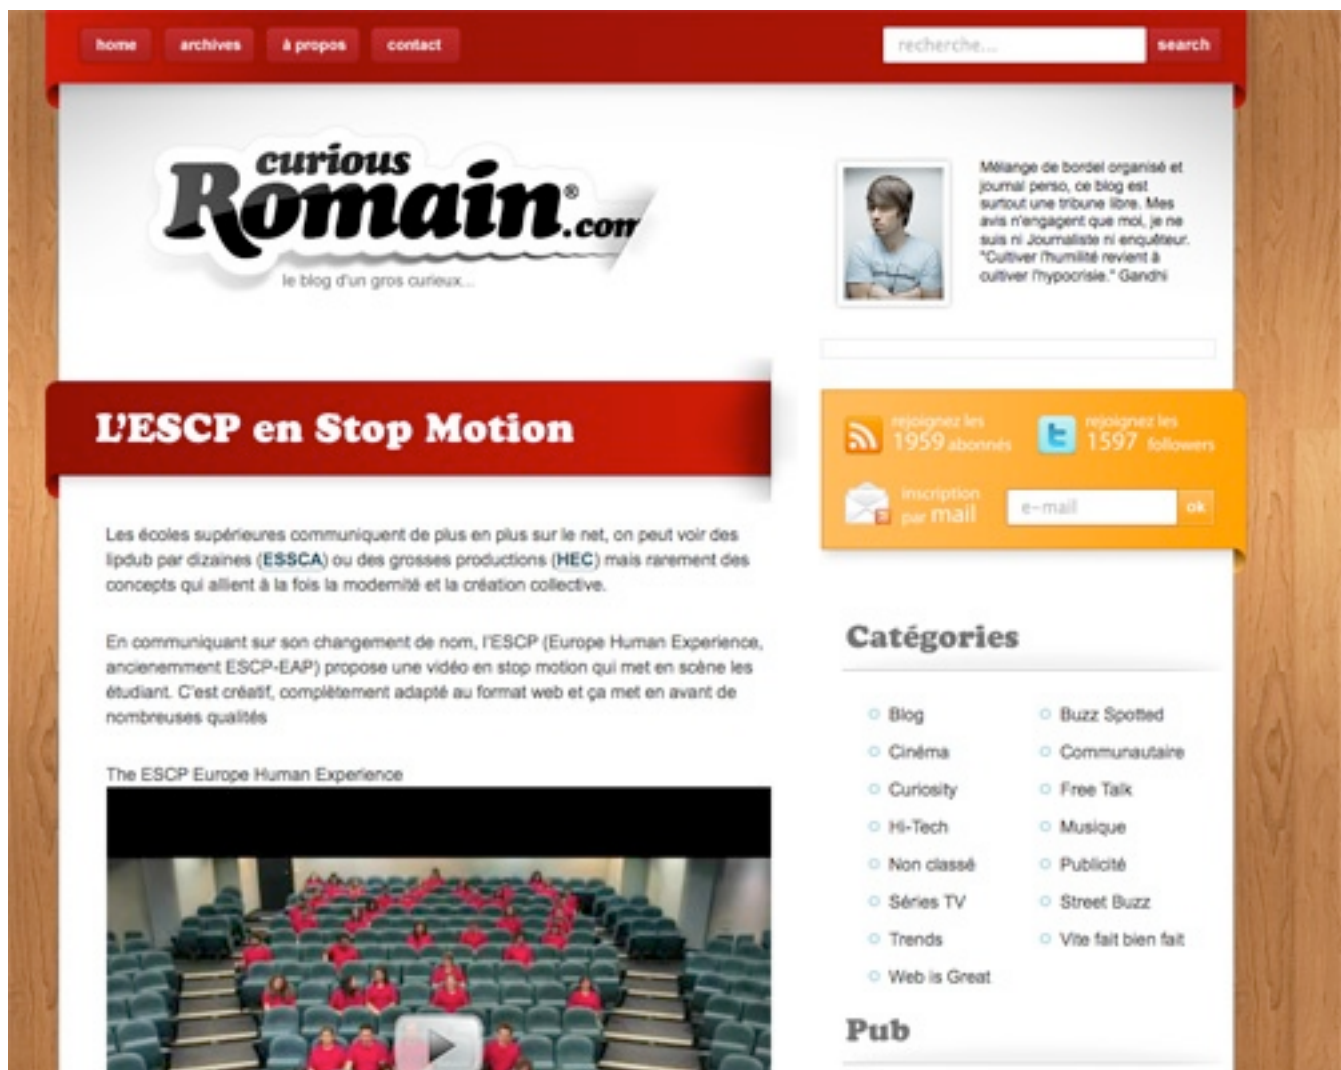 home archives à propos contact
recherche... search
curious
Romain®.com
le blog d'un gros curieux...
Mélange de bordel organisé et
journal perso, ce blog est
surtout une tribune libre. Mes
avis n'engagent que moi, je ne
suis ni Journaliste ni enquêteur.
"Cultiver l'humilité revient à
cultiver l'hypocrisie." Gandhi
L'ESCP en Stop Motion
Les écoles supérieures communiquent de plus en plus sur le net, on peut voir des
lipdub par dizaines (ESSCA) ou des grosses productions (HEC) mais rarement des
concepts qui allient à la fois la modernité et la création collective.
En communiquant sur son changement de nom, l'ESCP (Europe Human Experience,
ancienemment ESCP-EAP) propose une vidéo en stop motion qui met en scène les
étudiant. C'est créatif, complètement adapté au format web et ça met en avant de
nombreuses qualités
The ESCP Europe Human Experience
rejoignez les
1959 abonnés
rejoignez les
1597 followers
inscription
par mail
e-mail ok
Catégories
Blog
Cinéma
Curiosity
Hi-Tech
Non classé
Séries TV
Trends
Web is Great
Buzz Spotted
Communautaire
Free Talk
Musique
Publicité
Street Buzz
Vite fait bien fait
Pub